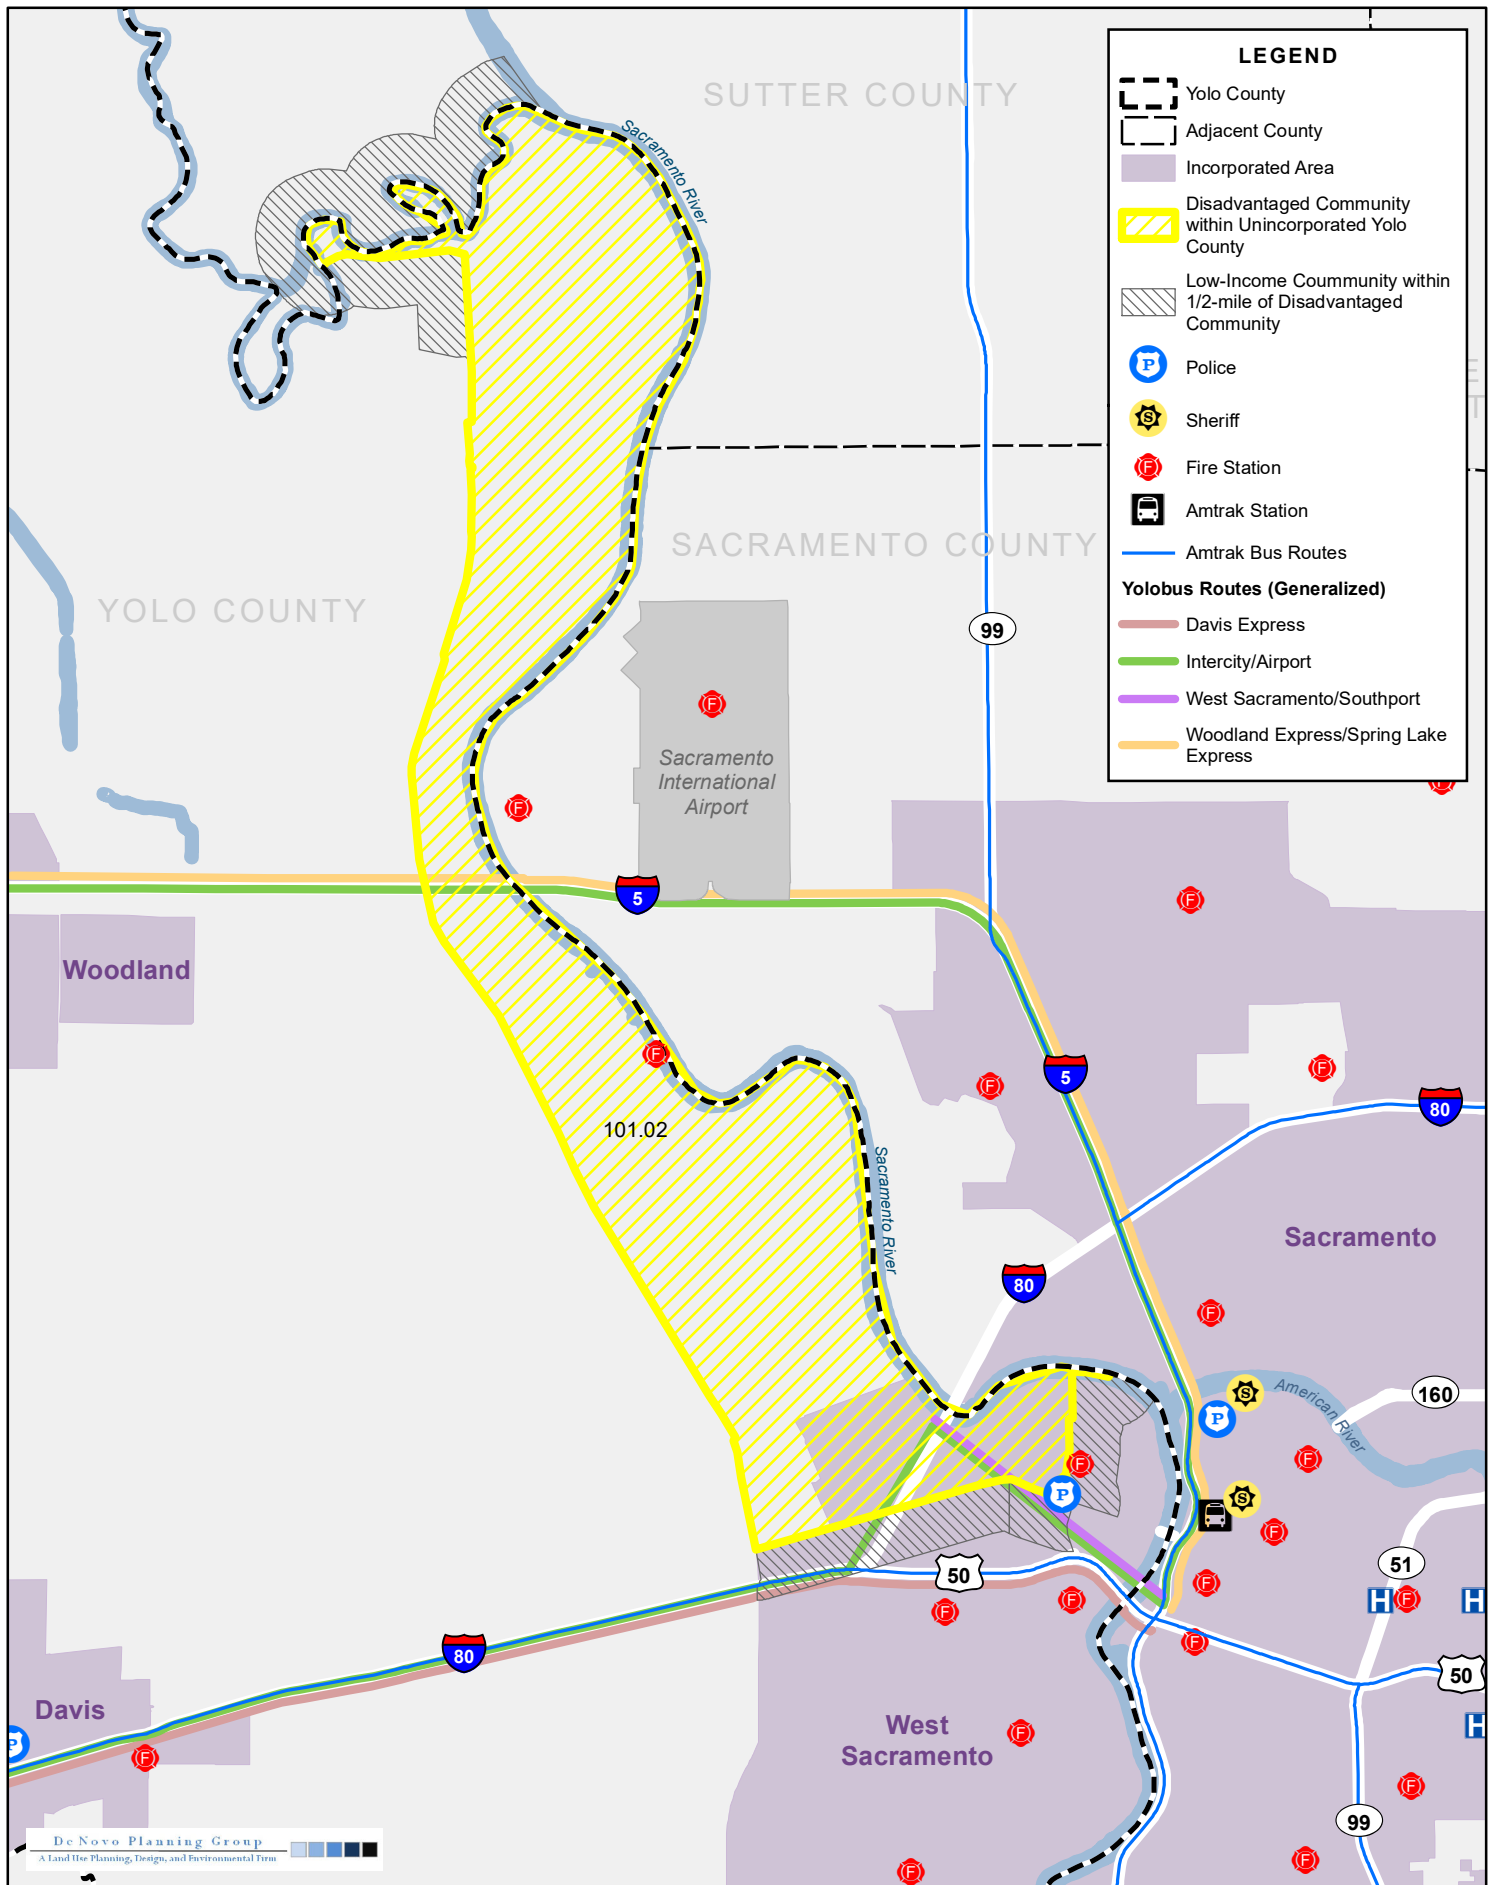 SUTTER COUNTY
Sacramento River
LEGEND
Yolo County
Adjacent County
Incorporated Area
Disadvantaged Community
within Unincorporated Yolo
County
Low-Income Coummunity within
1/2-mile of Disadvantaged
Community
P
Police
S
Sheriff
F
Fire Station
Amtrak Station
Amtrak Bus Routes
Yolobus Routes (Generalized)
Davis Express
Intercity/Airport
West Sacramento/Southport
Woodland Express/Spring Lake
Express
E
T
SACRAMENTO COUNTY
YOLO COUNTY
99
F
Sacramento
International
Airport
F
F
5
F
Woodland
F
F
5
F
F
80
101.02
Sacramento River
Sacramento
80
F
S
P
American River
160
F
F
P
S
F
51
50
F
H
F
H
F
F
F
80
50
Davis
P
F
West
Sacramento
F
H
F
99
F
F
De Novo Planning Group
A Land Use Planning, Design, and Environmental Firm